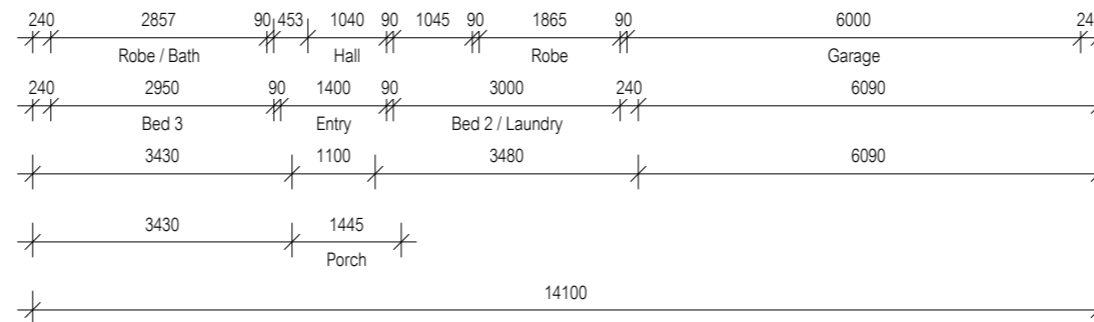 240 2857 90 453 1040 90 1045 90 1865 90 6000 24
Robe / Bath Hall Robe Garage
240 2950 90 1400 90 3000 240 6090
Bed 3 Entry Bed 2 / Laundry
3430 1100 3480 6090
3430 1445
Porch
14100